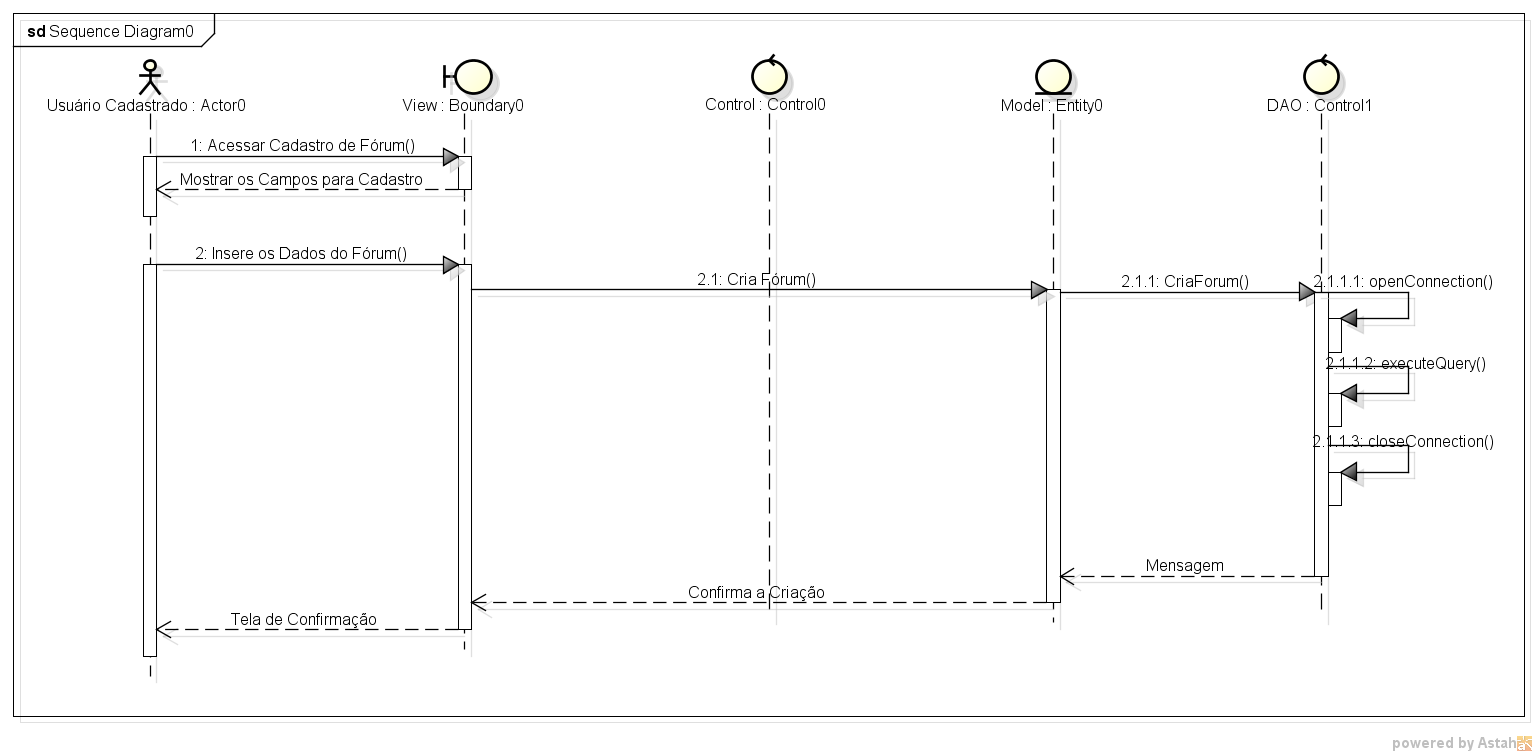 sd Sequence Diagram0
Usuário Cadastrado : Actor0
View : Boundary0
Control : Control0
Model : Entity0
DAO : Control1
1: Acessar Cadastro de Fórum()
Mostrar os Campos para Cadastro
2: Insere os Dados do Fórum()
2.1: Cria Fórum()
2.1.1: CriaForum()
2.1.1.1: openConnection()
2.1.1.2: executeQuery()
2.1.1.3: closeConnection()
Mensagem
Confirma a Criação
Tela de Confirmação
powered by Astah